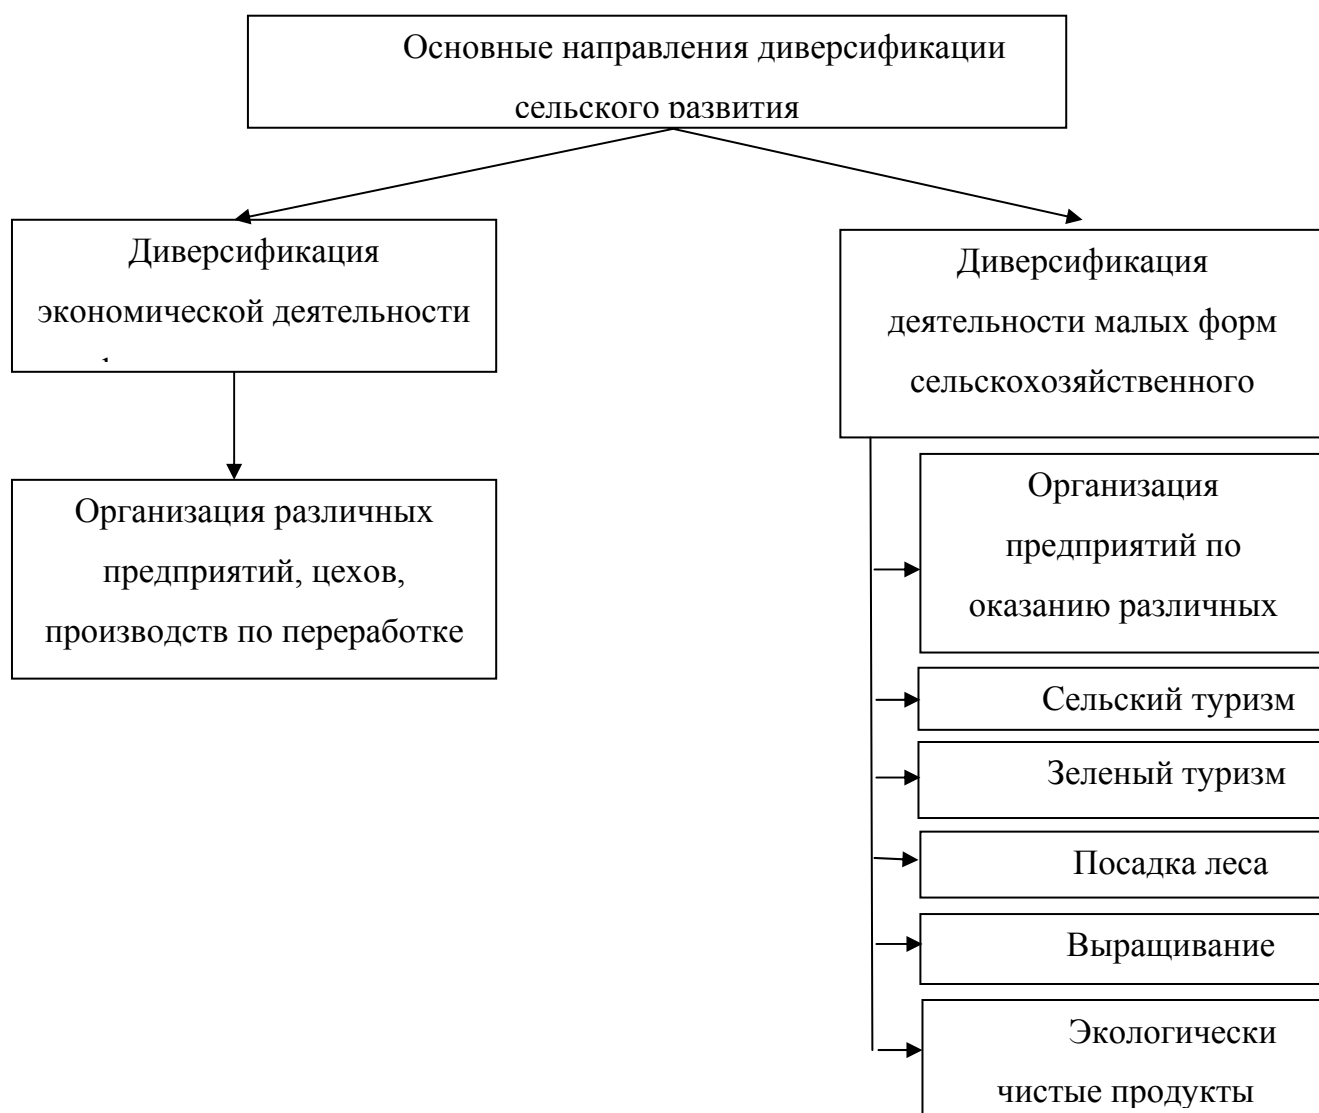 Основные направления диверсификации
сельского развития
Диверсификация
экономической деятельности
Диверсификация
деятельности малых форм
сельскохозяйственного
Организация различных
предприятий, цехов,
производств по переработке
Организация
предприятий по
оказанию различных
Сельский туризм
Зеленый туризм
Посадка леса
Выращивание
Экологически
чистые продукты